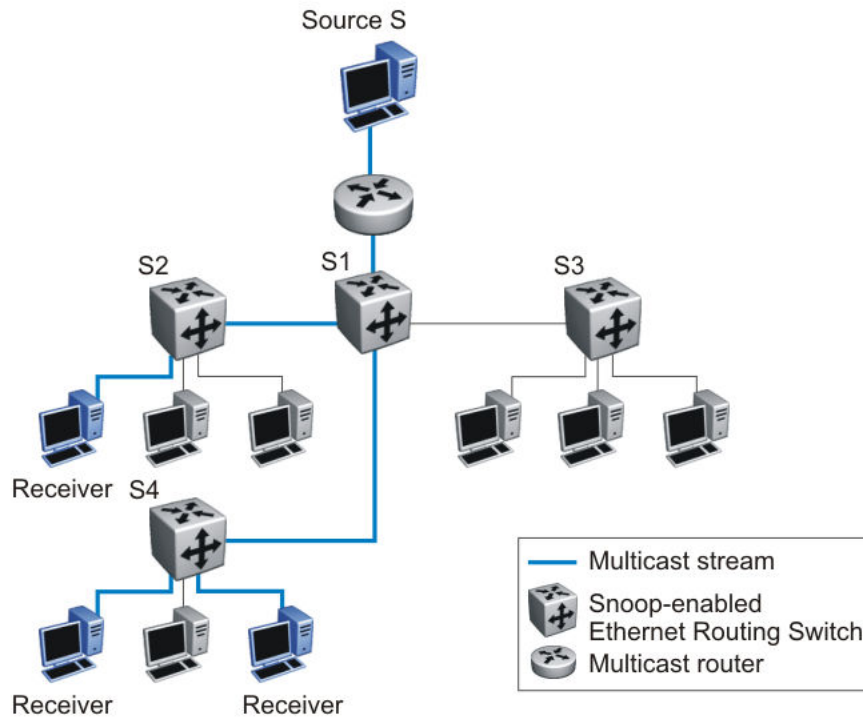 Source S
S2
S1
S3
Receiver
S4
Receiver
Receiver
Multicast stream
Snoop-enabled
Ethernet Routing Switch
Multicast router